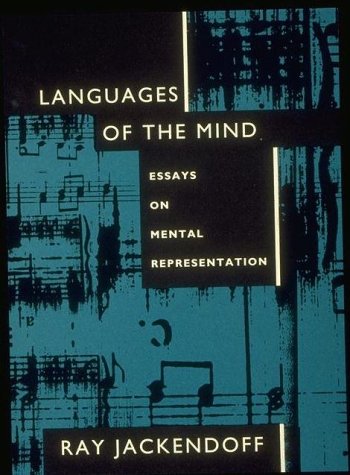 LANGUAGES
OF THE MIND
ESSAYS
ON
MENTAL
REPRESENTATION
RAY JACKENDOFF